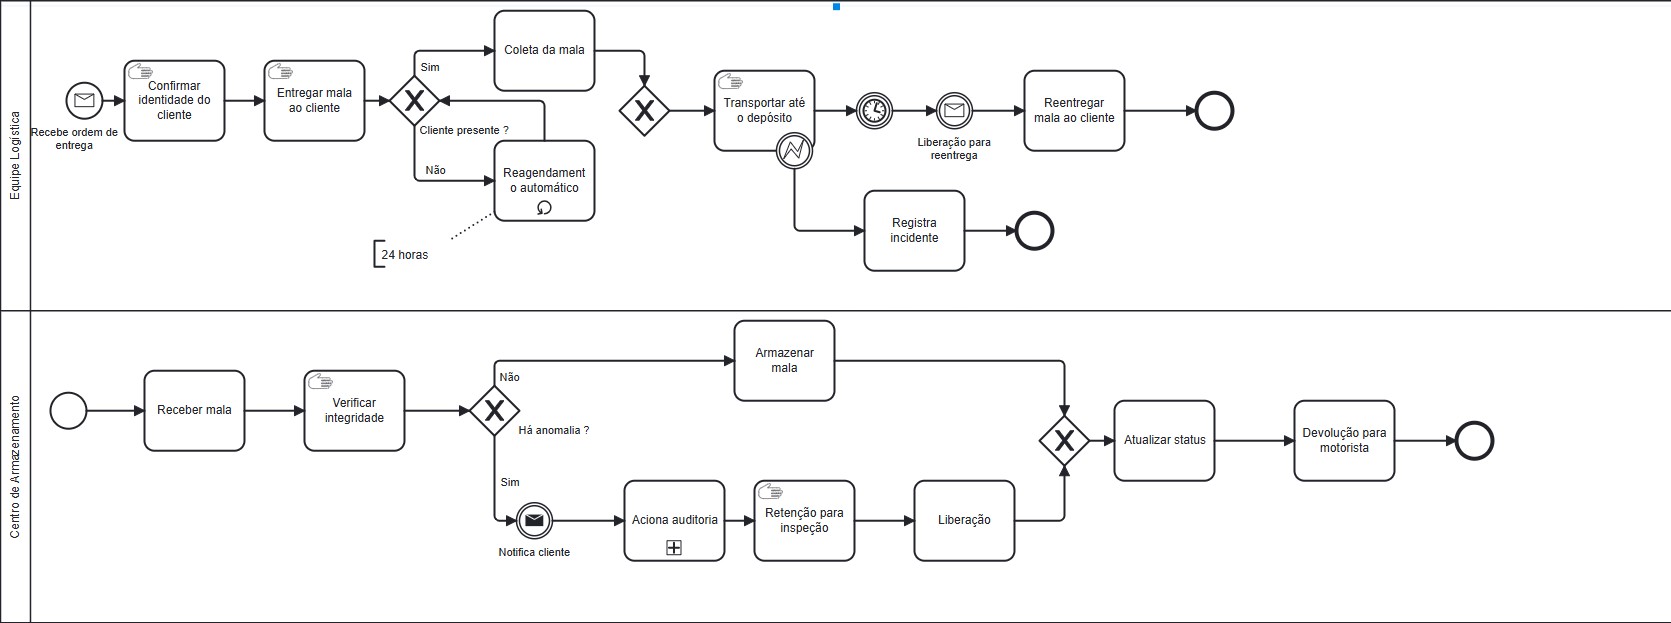 Equipe Logística
Recebe ordem de
entrega
Confirmar
identidade do
cliente
Entregar mala
ao cliente
Sim
Cliente presente ?
Não
Coleta da mala
Reagendament
o automático
24 horas
Transportar até
o depósito
Liberação para
reentrega
Reentregar
mala ao cliente
Registra
incidente
Centro de Armazenamento
Receber mala
Verificar
integridade
Não
Há anomalia ?
Sim
Armazenar
mala
Notifica cliente
Aciona auditoria
Retenção para
inspeção
Liberação
Atualizar status
Devolução para
motorista